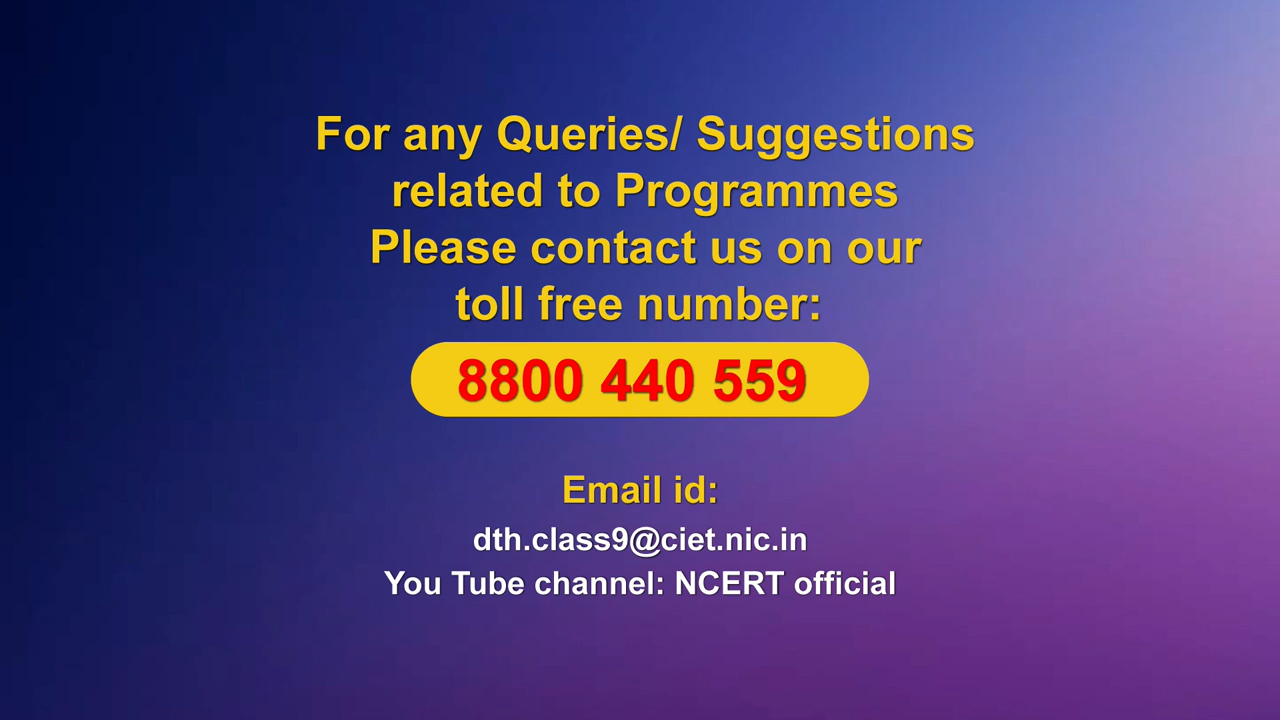 For any Queries/ Suggestions
related to Programmes
Please contact us on our
toll free number:
8800 440 559
Email id:
dth.class9@ciet.nic.in
You Tube channel: NCERT official